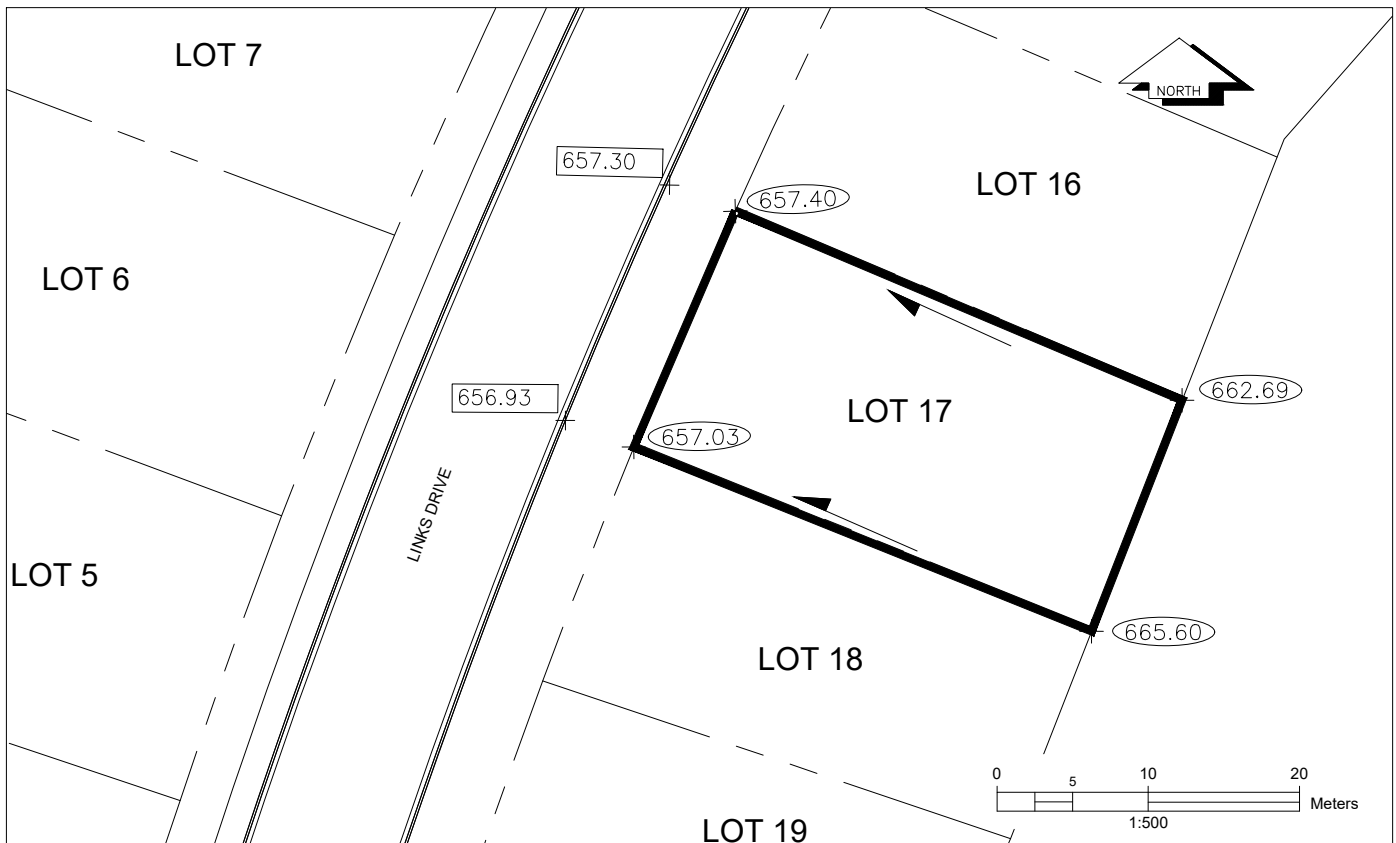 LOT 7
NORTH
657.30
LOT 16
657.40
LOT 6
662.69
656.93
LOT 17
657.03
LINKS DRIVE
LOT 5
665.60
LOT 18
0 5 10 20
Meters
1:500
LOT 19